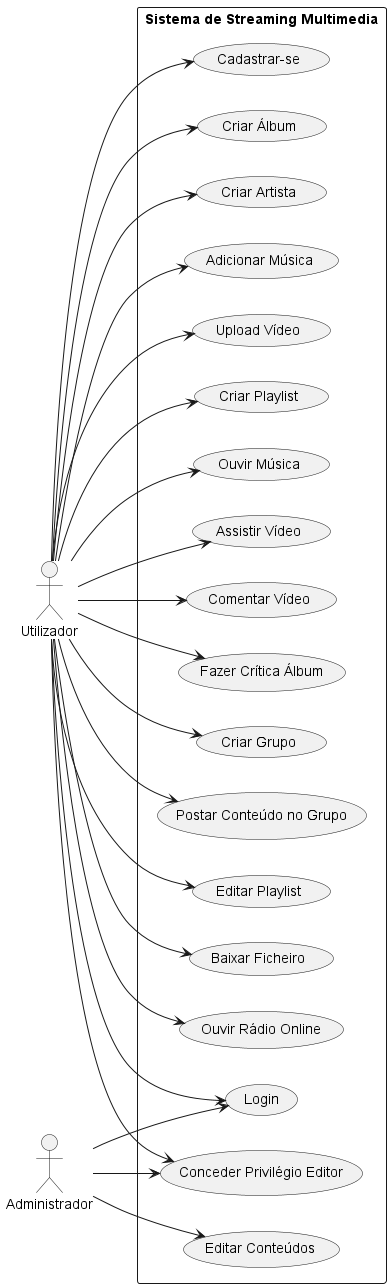 Sistema de Streaming Multimedia
Cadastrar-se
Criar Álbum
Criar Artista
Adicionar Música
Upload Vídeo
Criar Playlist
Ouvir Música
Assistir Vídeo
Comentar Vídeo
Utilizador
Fazer Crítica Álbum
Criar Grupo
Postar Conteúdo no Grupo
Editar Playlist
Baixar Ficheiro
Ouvir Rádio Online
Login
Conceder Privilégio Editor
Administrador
Editar Conteúdos